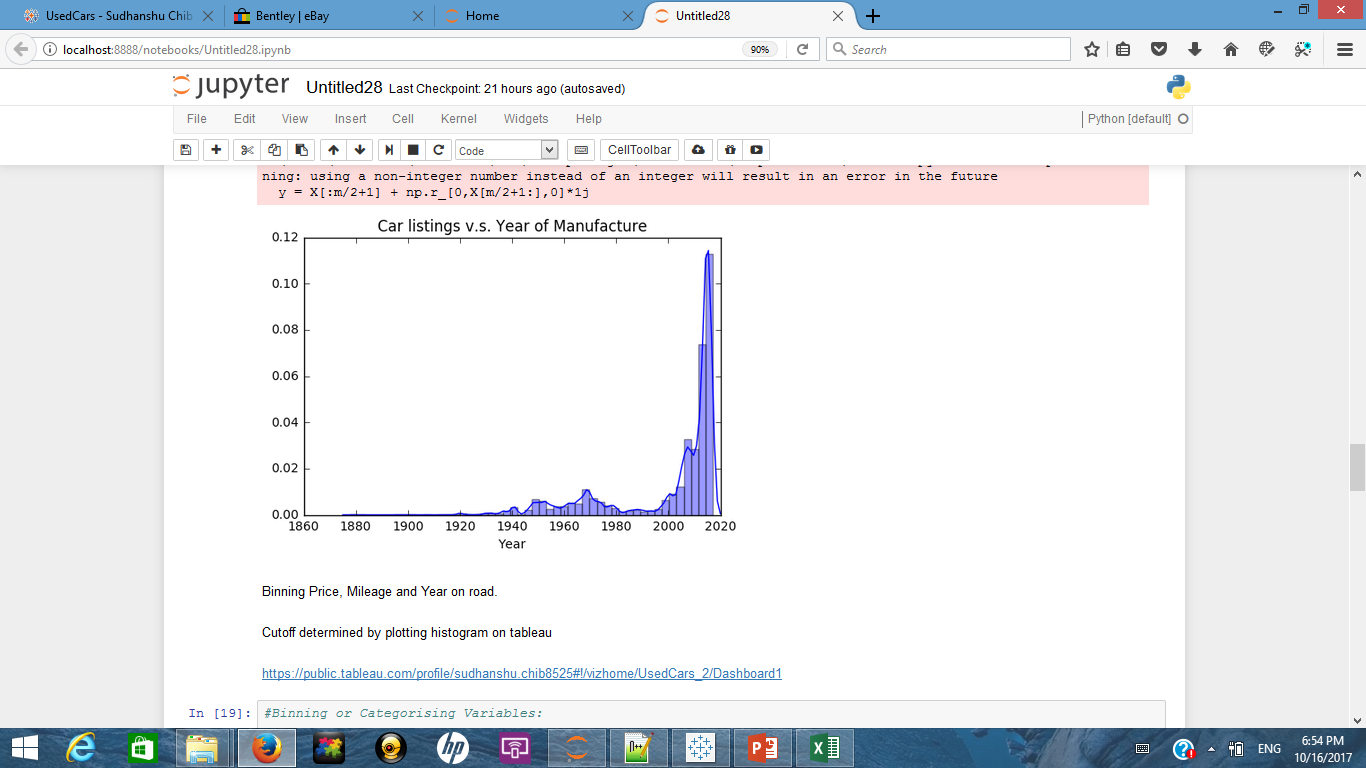 UsedCars - Sudhanshu Chib
Bentley | eBay
Home
Untitled28
localhost:8888/notebooks/Untitled28.ipynb
90%
Search
jupyter Untitled28 Last Checkpoint: 21 hours ago (autosaved)
File Edit View Insert Cell Kernel Widgets Help
Python [default]
Code
CellToolbar
ning: using a non-integer number instead of an integer will result in an error in the future
y = X[:m/2+1] + np.r_[0,X[m/2+1:],0]*1j
Car listings v.s. Year of Manufacture
0.12
0.10
0.08
0.06
0.04
0.02
0.00
1860 1880 1900 1920 1940 1960 1980 2000 2020
Year
Binning Price, Mileage and Year on road.
Cutoff determined by plotting histogram on tableau
https://public.tableau.com/profile/sudhanshu.chib8525#!/vizhome/UsedCars_2/Dashboard1
In [19]: #Binning or Categorising Variables:
ENG
6:54 PM
10/16/2017